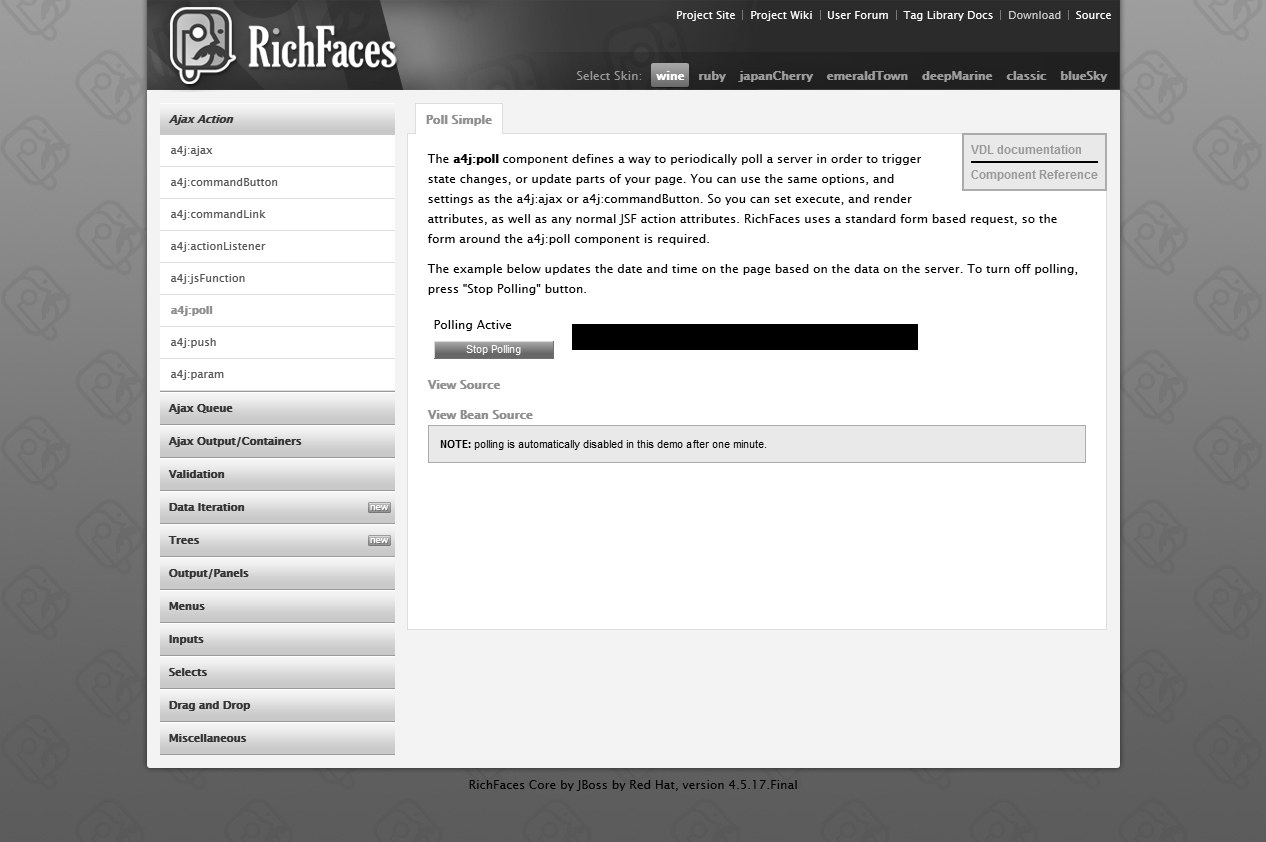 RichFaces
Project Site
Project Wiki
User Forum
Tag Library Docs
Download
Source
Select Skin:
wine
ruby
japanCherry
emeraldTown
deepMarine
classic
blueSky
Ajax Action
a4j:ajax
a4j:commandButton
a4j:commandLink
a4j:actionListener
a4j:jsFunction
a4j:poll
a4j:push
a4j:param
Ajax Queue
Ajax Output/Containers
Validation
Data Iteration
new
Trees
new
Output/Panels
Menus
Inputs
Selects
Drag and Drop
Miscellaneous
Poll Simple
VDL documentation
Component Reference
The a4j:poll component defines a way to periodically poll a server in order to trigger
state changes, or update parts of your page. You can use the same options, and
settings as the a4j:ajax or a4j:commandButton. So you can set execute, and render
attributes, as well as any normal JSF action attributes. RichFaces uses a standard form based request, so the
form around the a4j:poll component is required.
The example below updates the date and time on the page based on the data on the server. To turn off polling,
press "Stop Polling" button.
Polling Active
Stop Polling
View Source
View Bean Source
NOTE: polling is automatically disabled in this demo after one minute.
RichFaces Core by JBoss by Red Hat, version 4.5.17.Final